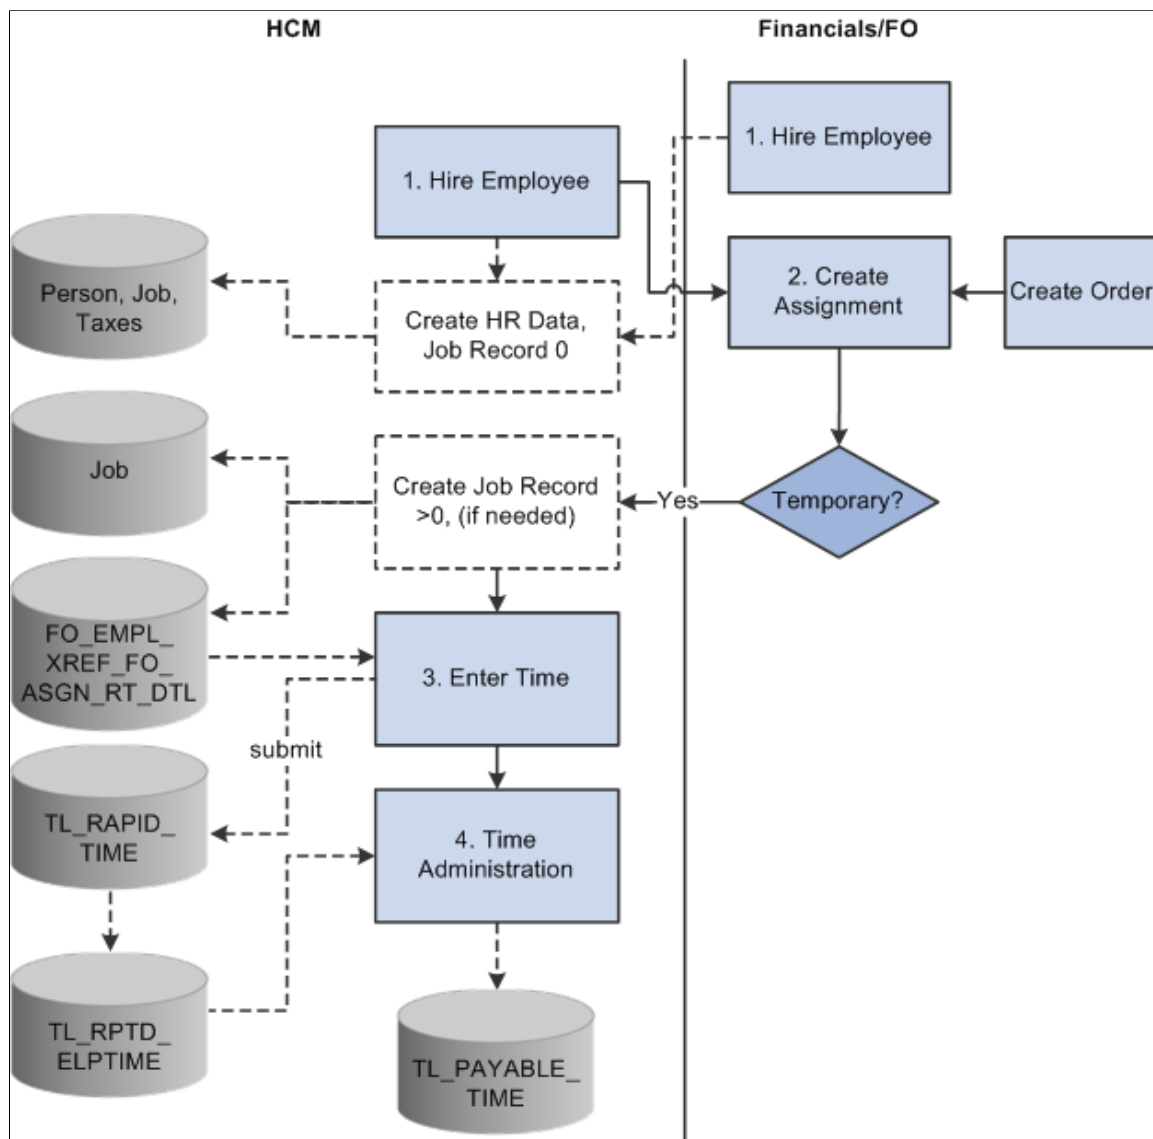 HCM
Financials/FO
1. Hire Employee
1. Hire Employee
Person, Job,
Taxes
Create HR Data,
Job Record 0
2. Create
Assignment
Create Order
Job
Create Job Record
>0, (if needed)
Yes
Temporary?
FO_EMPL_
XREF_FO_
ASGN_RT_DTL
3. Enter Time
submit
TL_RAPID_
TIME
4. Time
Administration
TL_RPTD_
ELPTIME
TL_PAYABLE_
TIME